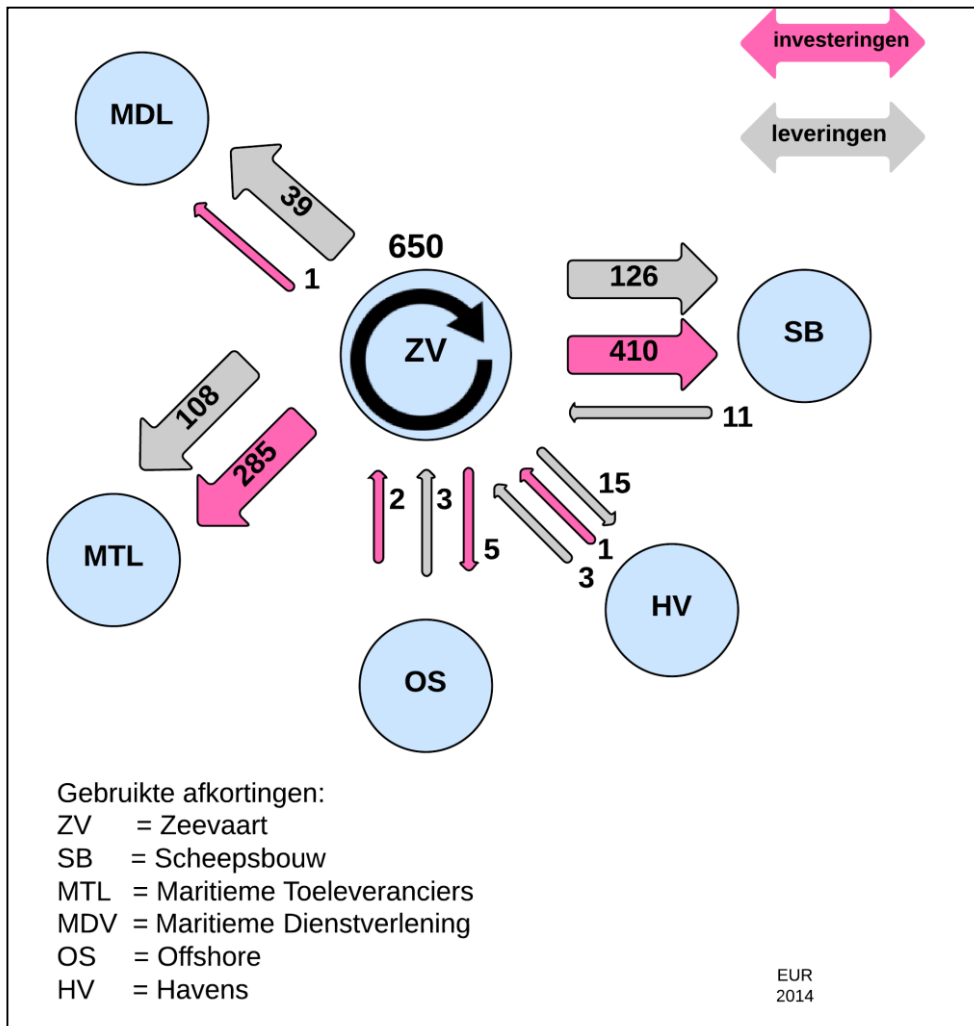 investeringen
leveringen
MDL
39
1
650
ZV
126
410
11
SB
108
285
MTL
2
3
5
15
1
3
HV
OS
Gebruikte afkortingen:
ZV = Zeevaart
SB = Scheepsbouw
MTL = Maritieme Toeleveranciers
MDV = Maritieme Dienstverlening
OS = Offshore
HV = Havens
EUR
2014